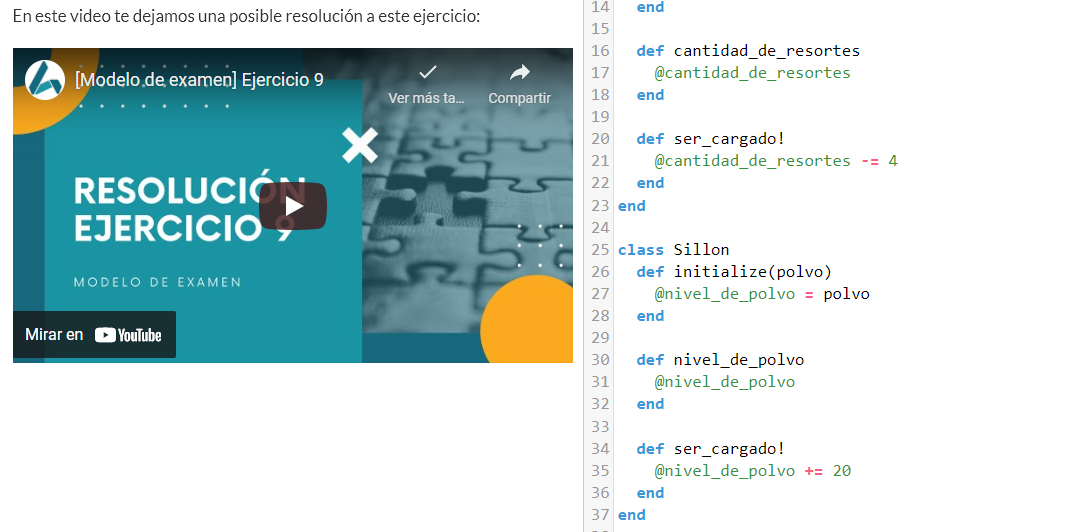 En este video te dejamos una posible resolución a este ejercicio:
[Modelo de examen] Ejercicio 9
Ver más ta...
Compartir
RESOLUCIÓN
EJERCICIO 9
MODELO DE EXAMEN
Mirar en YouTube
14 end
15
16 def cantidad_de_resortes
17 @cantidad_de_resortes
18 end
19
20 def ser_cargado!
21 @cantidad_de_resortes -= 4
22 end
23 end
24
25 class Sillon
26 def initialize(polvo)
27 @nivel_de_polvo = polvo
28 end
29
30 def nivel_de_polvo
31 @nivel_de_polvo
32 end
33
34 def ser_cargado!
35 @nivel_de_polvo += 20
36 end
37 end